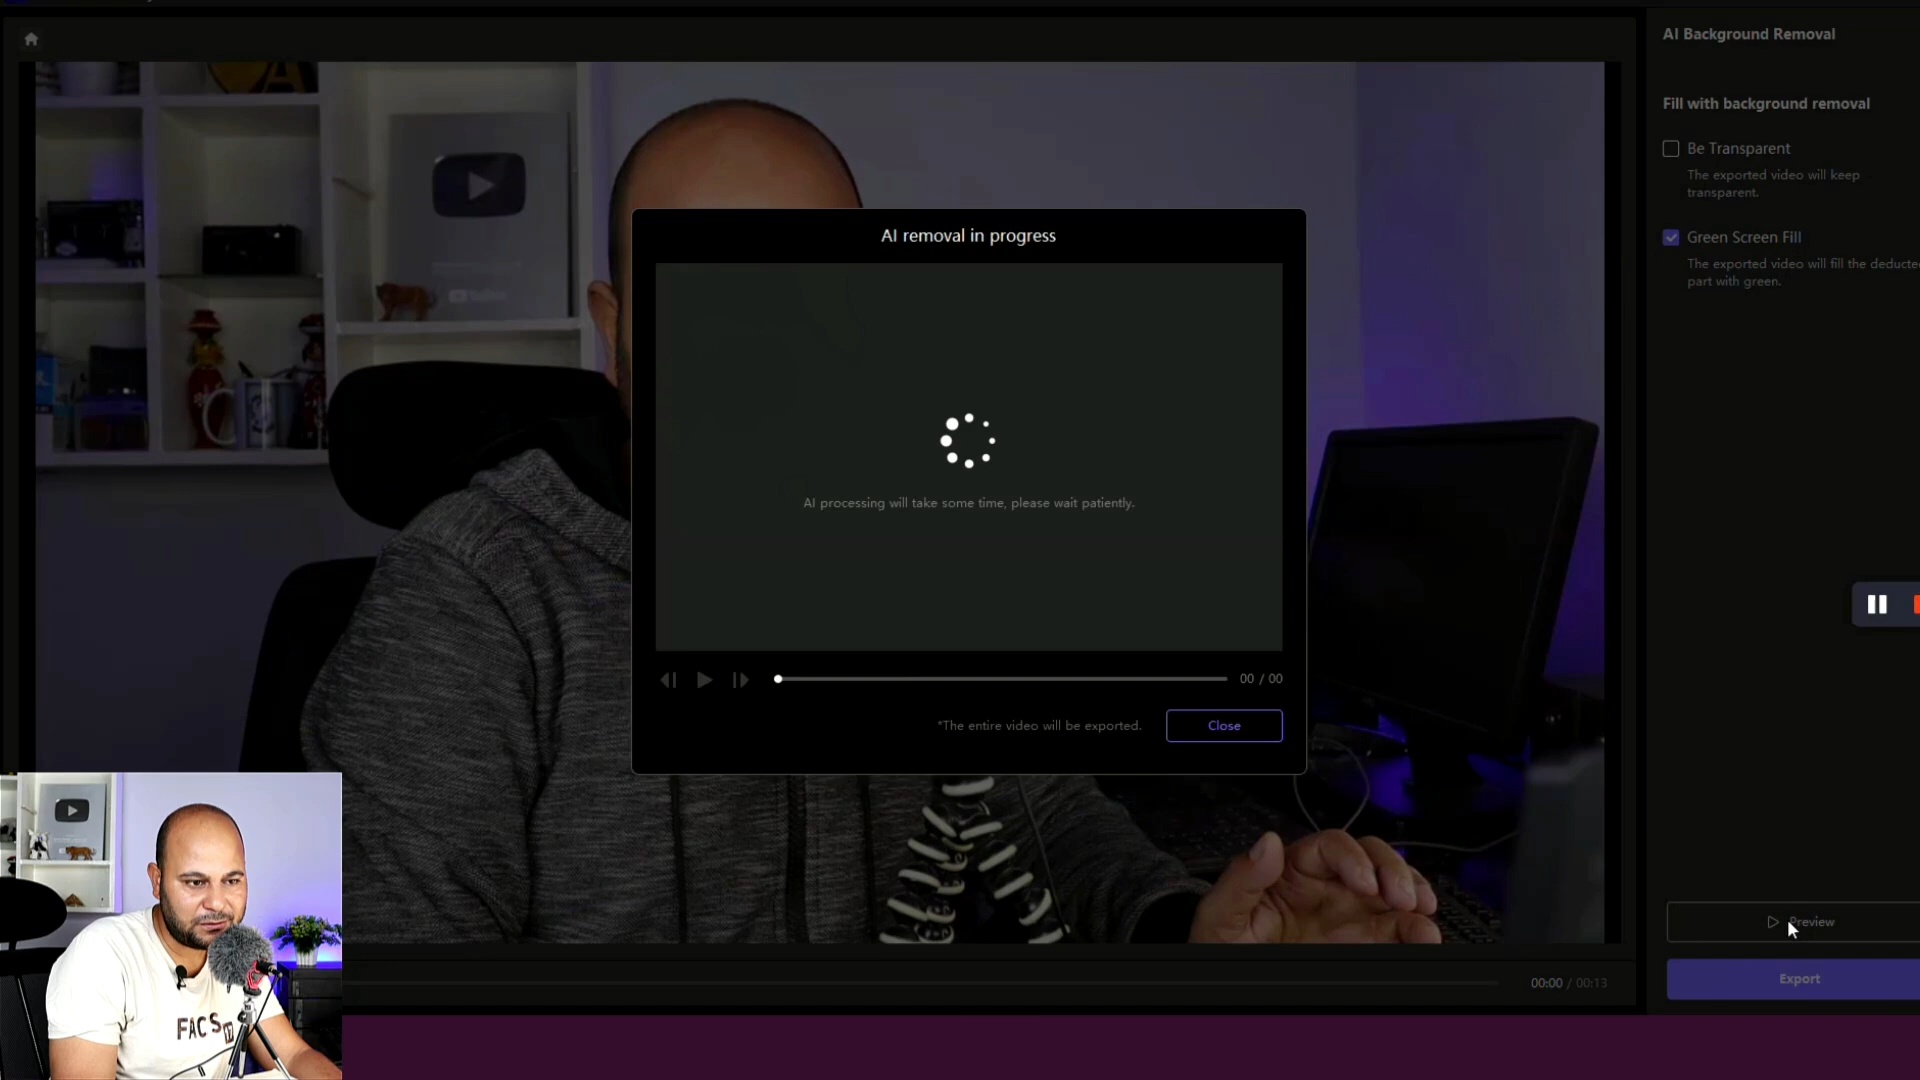 AI Background Removal
Fill with background removal
Be Transparent
The exported video will keep
transparent.
Green Screen Fill
The exported video will fill the deducte
part with green.
AI removal in progress
AI processing will take some time, please wait patiently.
00 / 00
*The entire video will be exported.
Close
Preview
Export
00:00 / 00:13
FACS